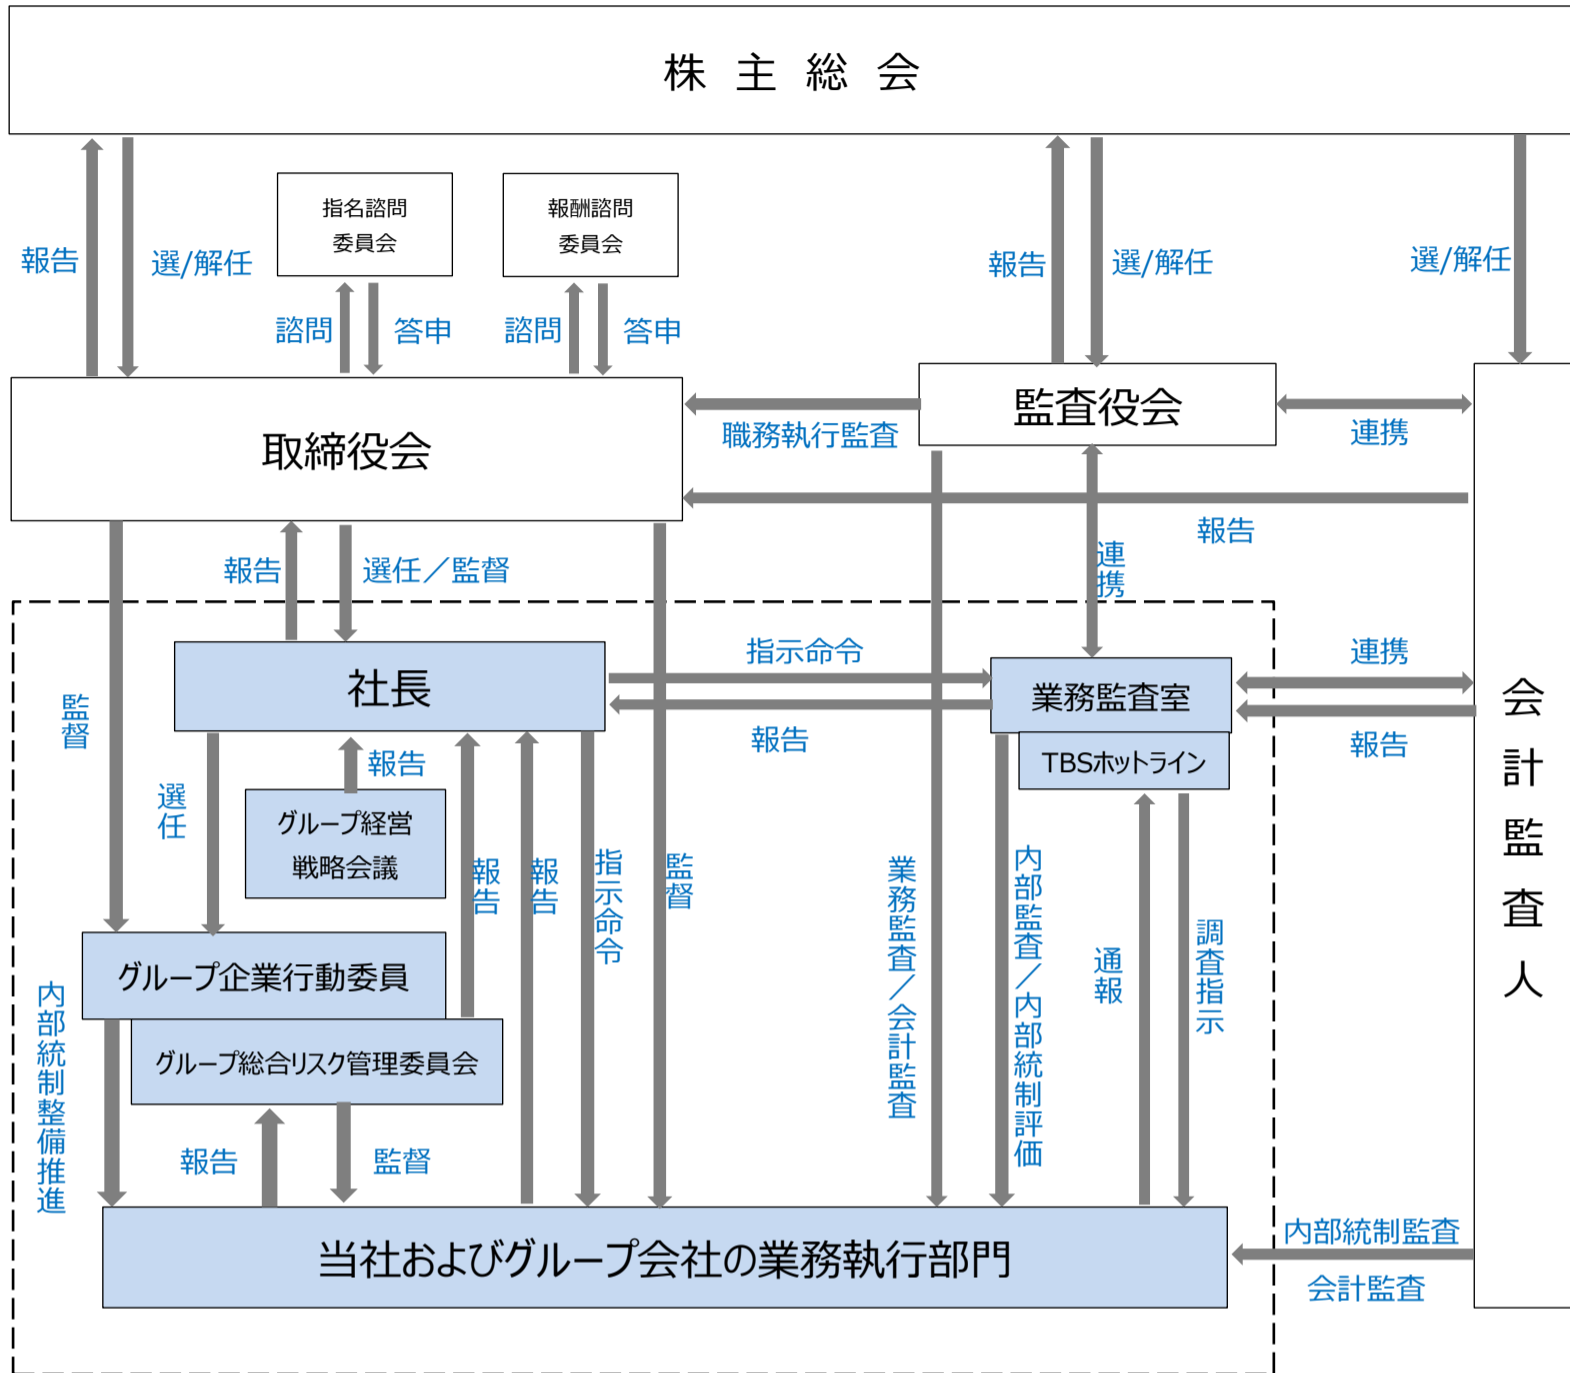 株主総会
指名諮問
委員会
報酬諮問
委員会
報告
選/解任
報告
選/解任
選/解任
諮問
答申
諮問
答申
取締役会
監査役会
職務執行監査
連携
報告
連携
報告
選任／監督
社長
指示命令
報告
業務監査室
TBSホットライン
連携
報告
会計監査人
監督
選任
報告
グループ経営
戦略会議
報告
報告
指示命令
監督
業務監査／会計監査
内部監査／内部統制評価
通報
調査指示
グループ企業行動委員
グループ総合リスク管理委員会
内部統制整備推進
報告
監督
当社およびグループ会社の業務執行部門
内部統制監査
会計監査